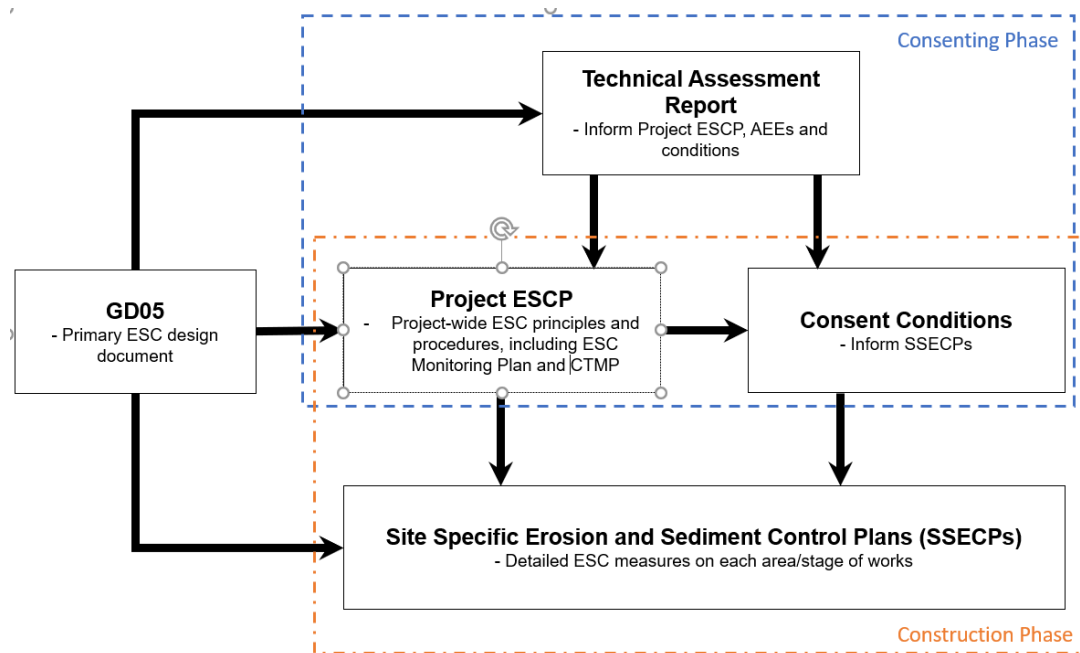 Consenting Phase
Technical Assessment
Report
- Inform Project ESCP, AEEs and
conditions
GD05
- Primary ESC design
document
Project ESCP
- Project-wide ESC principles and
procedures, including ESC
Monitoring Plan and CTMP
Consent Conditions
- Inform SSECPs
Site Specific Erosion and Sediment Control Plans (SSECPs)
- Detailed ESC measures on each area/stage of works
Construction Phase